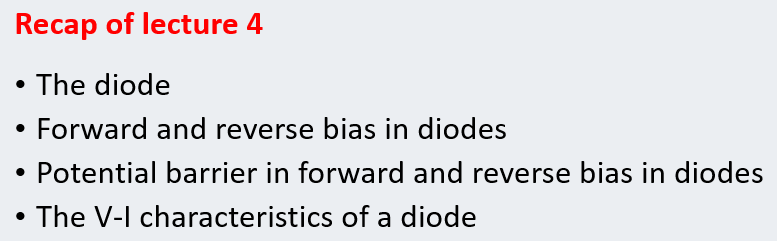 Recap of lecture 4
• The diode
• Forward and reverse bias in diodes
• Potential barrier in forward and reverse bias in diodes
• The V-I characteristics of a diode